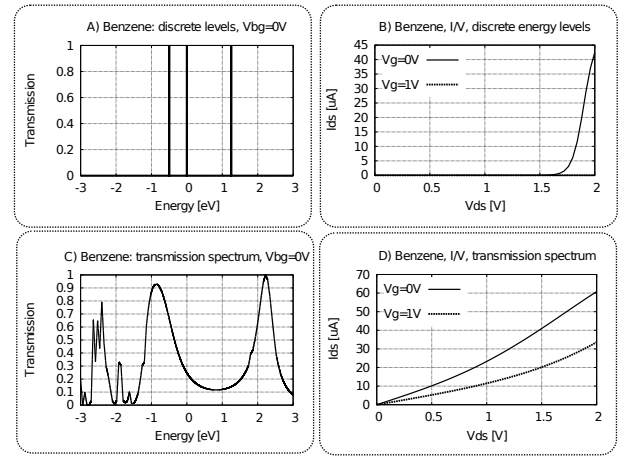 A) Benzene: discrete levels, Vbg=0V
Transmission
1
0.8
0.6
0.4
0.2
0
-3 -2 -1 0 1 2 3
Energy [eV]
B) Benzene, I/V, discrete energy levels
Ids [uA]
45
40
35
30
25
20
15
10
5
0
Vg=0V
Vg=1V
0 0.5 1 1.5 2
Vds [V]
C) Benzene: transmission spectrum, Vbg=0V
Transmission
1
0.9
0.8
0.7
0.6
0.5
0.4
0.3
0.2
0.1
0
-3 -2 -1 0 1 2 3
Energy [eV]
D) Benzene, I/V, transmission spectrum
Ids [uA]
70
60
50
40
30
20
10
0
Vg=0V
Vg=1V
0 0.5 1 1.5 2
Vds [V]